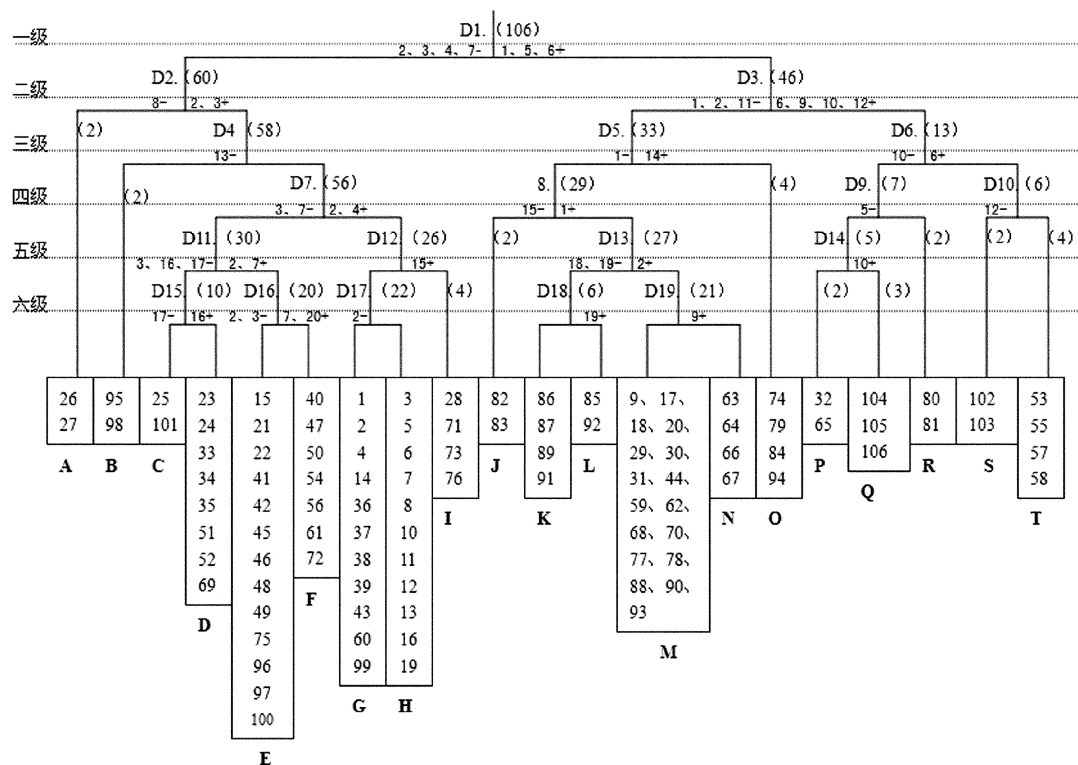 一级 D1. (106)
2、3、4、7- 1、5、6+
二级 D2. (60) D3. (46)
8- 2、3+ 1、2、11- 6、9、10、12+
三级 (2) D4 (58) D5. (33) D6. (13)
13- 1- 14+ 10- 6+
四级 (2) D7. (56) 8. (29) (4) D9. (7) D10. (6)
3、7- 2、4+ 15- 1+ 5- 12-
五级 D11. (30) D12. (26) (2) D13. (27) D14. (5) (2) (2) (4)
3、16、17- 2、7+ 15+ 18、19- 2+ 10+
六级 D15. (10) D16. (20) D17. (22) (4) D18. (6) D19. (21) (2) (3)
17- 16+ 2、3- 7、20+ 2- 19+ 9+
26 95 25 23 15 40 1 3 28 82 86 85 9、 17、 63 74 32 104 80 102 53
27 98 101 24 21 47 2 5 71 83 87 92 18、 20、 64 79 65 105 81 103 55
A B C 33 22 50 4 6 73 J 89 L 29、 30、 66 84 P 106 R S 57
34 41 54 14 7 76 91 31、 44、 67 94 Q 58
35 42 56 36 8 I K 59、 62、 N O T
51 45 61 37 10 68、 70、
52 46 72 38 11 77、 78、
69 48 F 39 12 88、 90、
D 49 43 13 93
75 60 16 M
96 99 19
97 G H
100
E